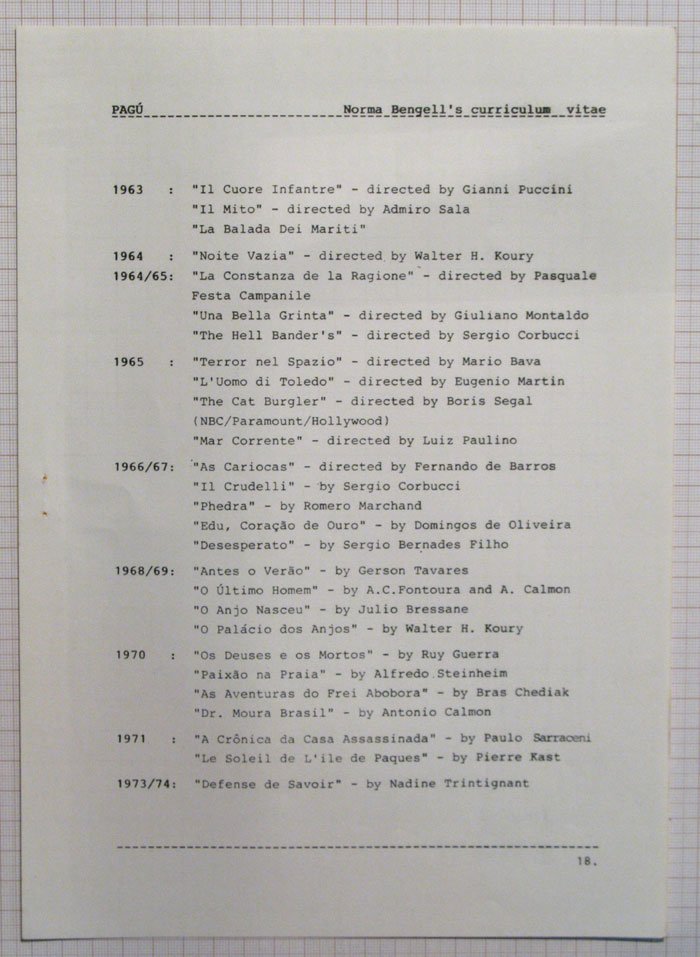 PAGÚ Norma Bengell's curriculum vitae
1963 : "Il Cuore Infantre" - directed by Gianni Puccini
"Il Mito" - directed by Admiro Sala
"La Balada Dei Mariti"
1964 : "Noite Vazia" - directed by Walter H. Koury
1964/65: "La Constanza de la Ragione" - directed by Pasquale
Festa Campanile
"Una Bella Grinta" - directed by Giuliano Montaldo
"The Hell Bander's" - directed by Sergio Corbucci
1965 : "Terror nel Spazio" - directed by Mario Bava
"L'Uomo di Toledo" - directed by Eugenio Martin
"The Cat Burgler" - directed by Boris Segal
(NBC/Paramount/Hollywood)
"Mar Corrente" - directed by Luiz Paulino
1966/67: "As Cariocas" - directed by Fernando de Barros
"Il Crudelli" - by Sergio Corbucci
"Phedra" - by Romero Marchand
"Edu, Coração de Ouro" - by Domingos de Oliveira
"Desesperato" - by Sergio Bernades Filho
1968/69: "Antes o Verão" - by Gerson Tavares
"O Último Homem" - by A.C.Fontoura and A. Calmon
"O Anjo Nasceu" - by Julio Bressane
"O Palácio dos Anjos" - by Walter H. Koury
1970 : "Os Deuses e os Mortos" - by Ruy Guerra
"Paixão na Praia" - by Alfredo Steinheim
"As Aventuras do Frei Abobora" - by Bras Chediak
"Dr. Moura Brasil" - by Antonio Calmon
1971 : "A Crônica da Casa Assassinada" - by Paulo Sarraceni
"Le Soleil de L'ile de Paques" - by Pierre Kast
1973/74: "Defense de Savoir" - by Nadine Trintignant
18.